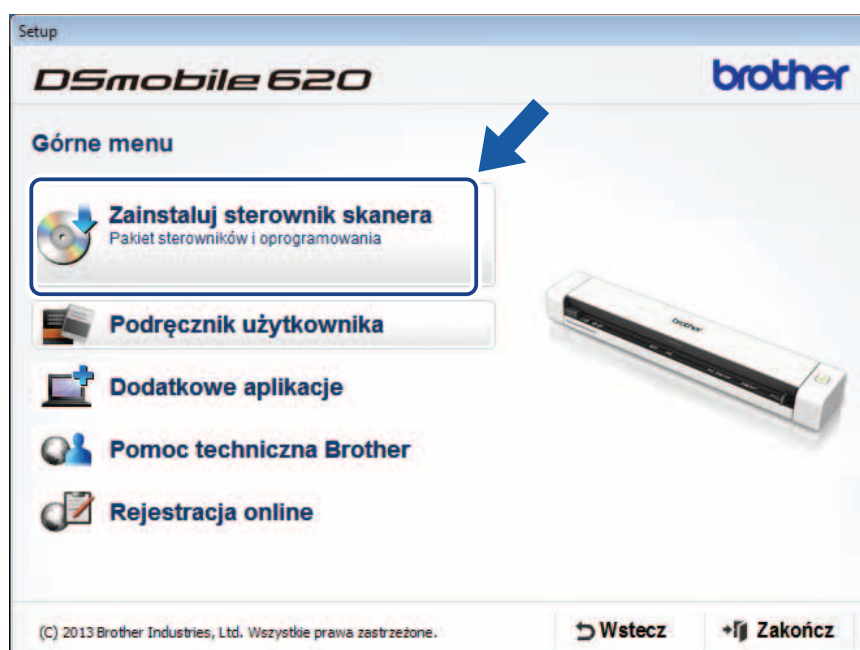 Setup
DSmobile 620
brother
Górne menu
Zainstaluj sterownik skanera
Pakiet sterowników i oprogramowania
Podręcznik użytkownika
brother
Dodatkowe aplikacje
Pomoc techniczna Brother
Rejestracja online
(C) 2013 Brother Industries, Ltd. Wszystkie prawa zastrzeżone.
Wstecz
Zakończ